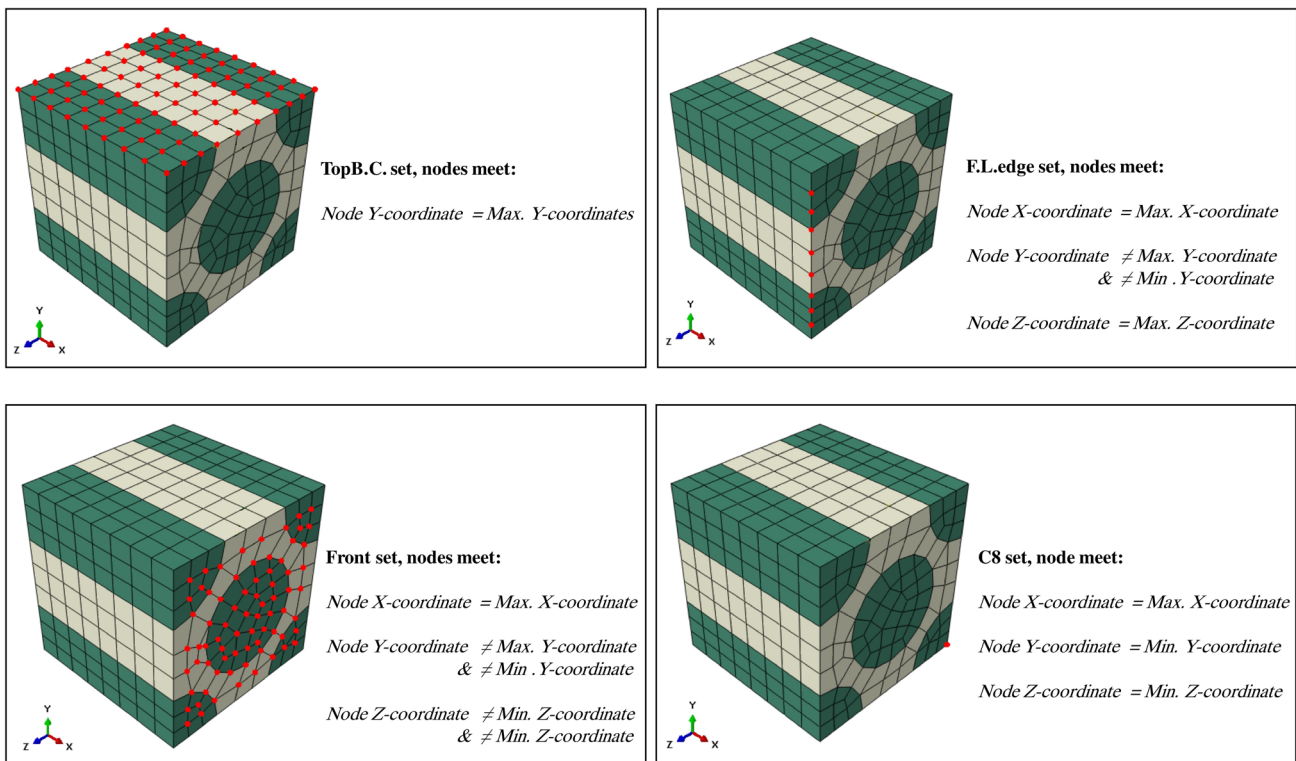 TopB.C. set, nodes meet:
Node Y-coordinate = Max. Y-coordinates
Y
Z
X
F.L.edge set, nodes meet:
Node X-coordinate = Max. X-coordinate
Node Y-coordinate ≠ Max. Y-coordinate
& ≠ Min . Y-coordinate
Node Z-coordinate = Max. Z-coordinate
Y
Z
X
Front set, nodes meet:
Node X-coordinate = Max. X-coordinate
Node Y-coordinate ≠ Max. Y-coordinate
& ≠ Min . Y-coordinate
Node Z-coordinate ≠ Min. Z-coordinate
& ≠ Min. Z-coordinate
Y
Z
X
C8 set, node meet:
Node X-coordinate = Max. X-coordinate
Node Y-coordinate = Min. Y-coordinate
Node Z-coordinate = Min. Z-coordinate
Y
Z
X